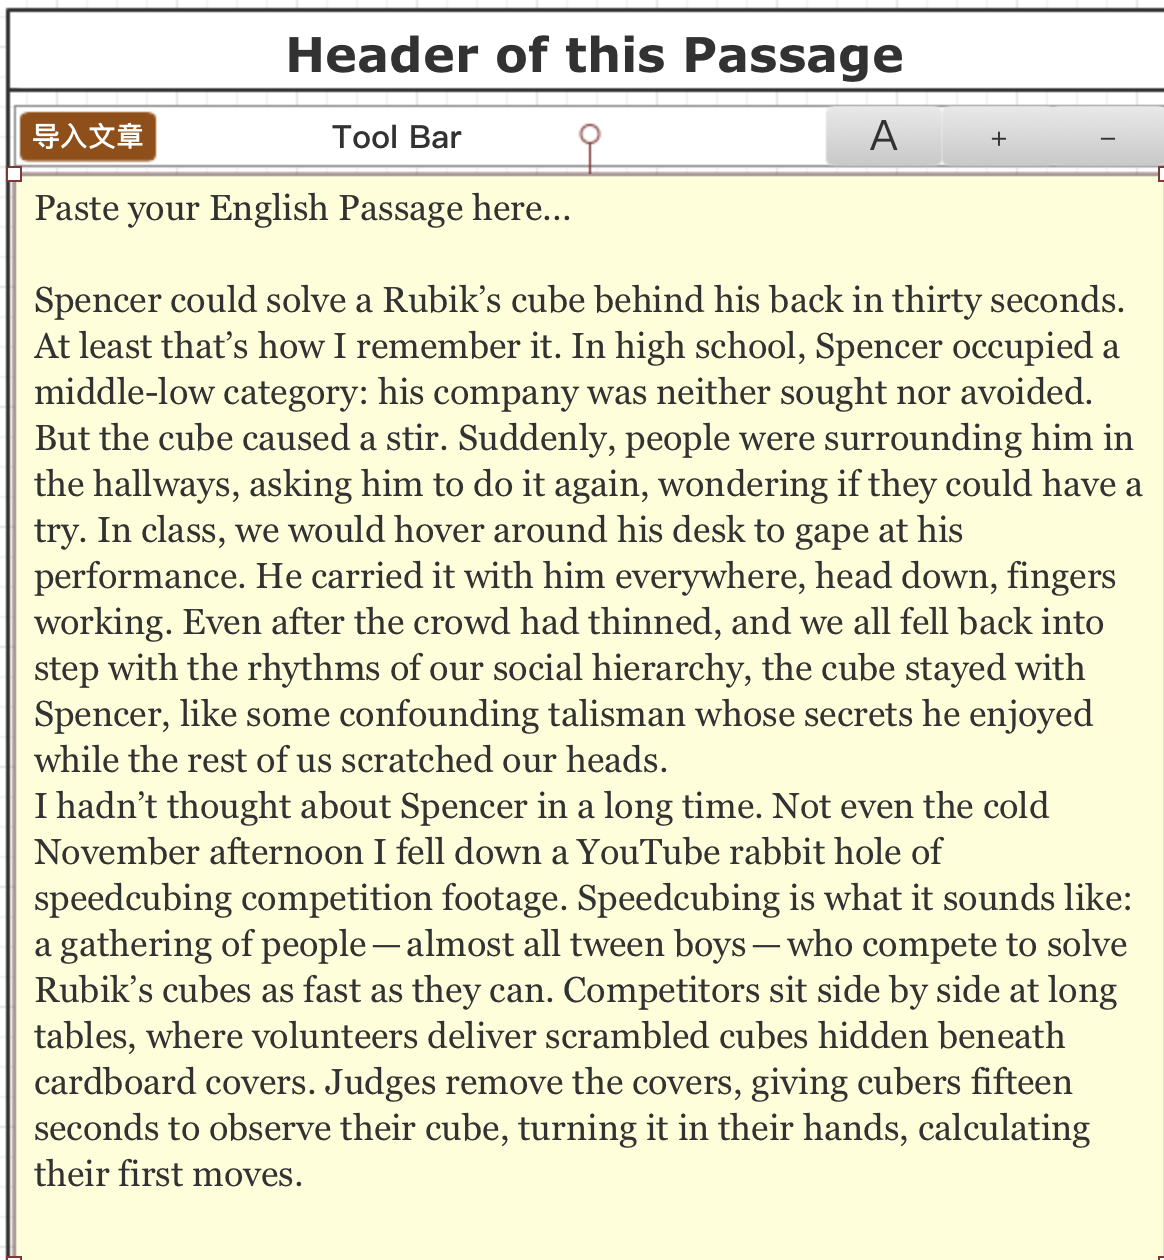 Header of this Passage
导入文章 Tool Bar A + −
Paste your English Passage here...
Spencer could solve a Rubik’s cube behind his back in thirty seconds.
At least that’s how I remember it. In high school, Spencer occupied a
middle-low category: his company was neither sought nor avoided.
But the cube caused a stir. Suddenly, people were surrounding him in
the hallways, asking him to do it again, wondering if they could have a
try. In class, we would hover around his desk to gape at his
performance. He carried it with him everywhere, head down, fingers
working. Even after the crowd had thinned, and we all fell back into
step with the rhythms of our social hierarchy, the cube stayed with
Spencer, like some confounding talisman whose secrets he enjoyed
while the rest of us scratched our heads.
I hadn’t thought about Spencer in a long time. Not even the cold
November afternoon I fell down a YouTube rabbit hole of
speedcubing competition footage. Speedcubing is what it sounds like:
a gathering of people — almost all tween boys — who compete to solve
Rubik’s cubes as fast as they can. Competitors sit side by side at long
tables, where volunteers deliver scrambled cubes hidden beneath
cardboard covers. Judges remove the covers, giving cubers fifteen
seconds to observe their cube, turning it in their hands, calculating
their first moves.